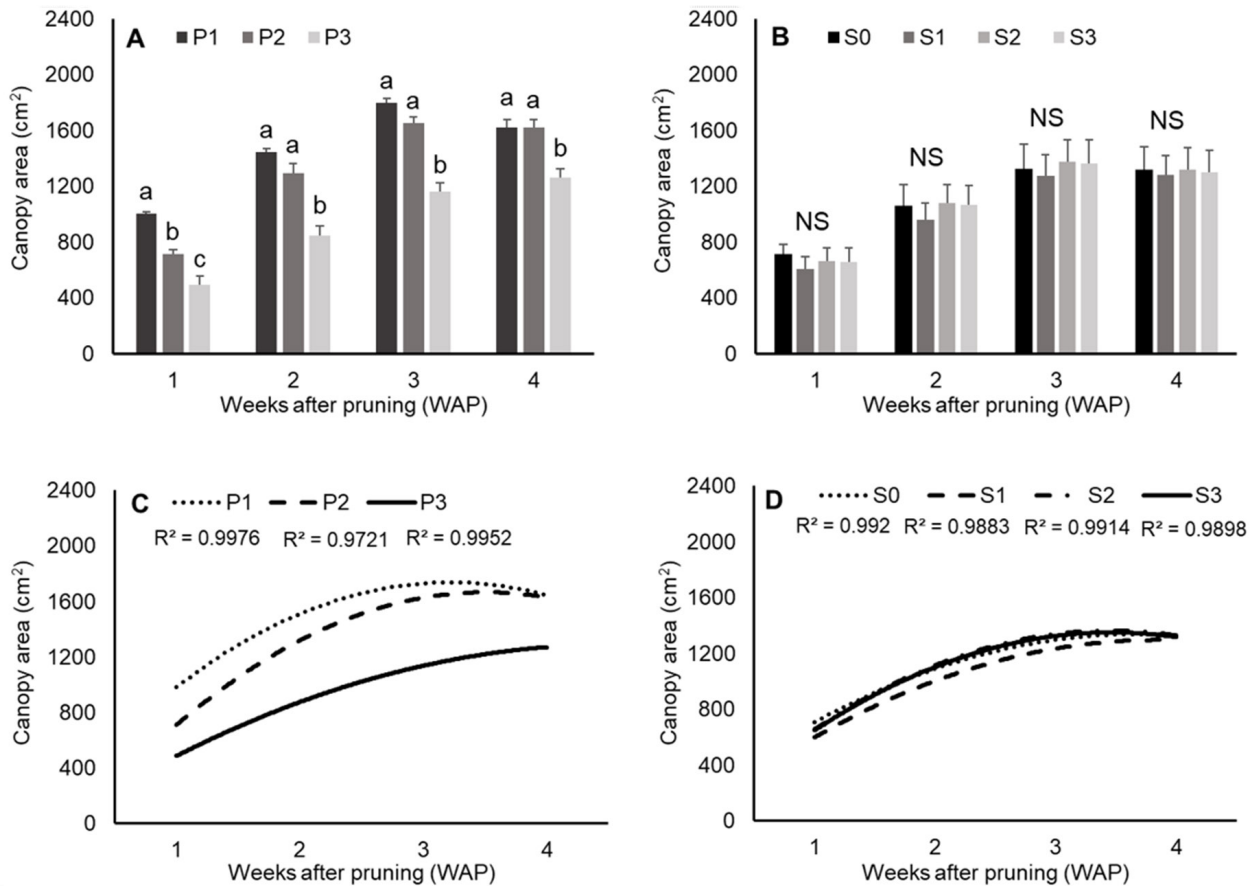 A
P1 P2 P3
Canopy area (cm²)
2400
2000
1600
1200
800
400
0
a b c
a a b
a a b
a a b
1 2 3 4
Weeks after pruning (WAP)
B
S0 S1 S2 S3
Canopy area (cm²)
2400
2000
1600
1200
800
400
0
NS NS NS NS
1 2 3 4
Weeks after pruning (WAP)
C
P1 P2 P3
R² = 0.9976 R² = 0.9721 R² = 0.9952
Canopy area (cm²)
2400
2000
1600
1200
800
400
0
1 2 3 4
Weeks after pruning (WAP)
D
S0 S1 S2 S3
R² = 0.992 R² = 0.9883 R² = 0.9914 R² = 0.9898
Canopy area (cm²)
2400
2000
1600
1200
800
400
0
1 2 3 4
Weeks after pruning (WAP)